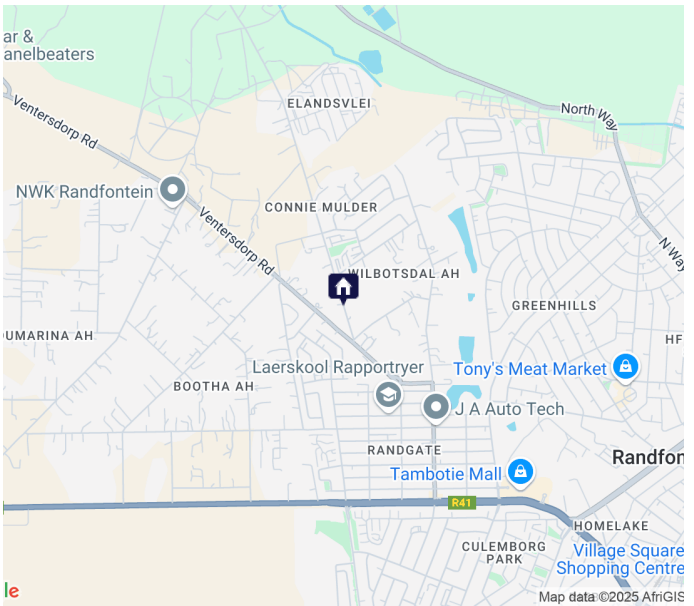 ar &
anelbeaters
ELANDSVLEI
North Way
Ventersdorp Rd
NWK Randfontein
CONNIE MULDER
Ventersdorp Rd
N Way
WILBOTSDAL AH
GREENHILLS
OUMARINA AH
HF
Laerskool Rapportryer
Tony's Meat Market
BOOTHA AH
J A Auto Tech
RANDGATE
Randfon
Tambotie Mall
R41
HOMELAKE
CULEMBORG
PARK
Village Square
Shopping Centre
le
Map data ©2025 AfriGIS